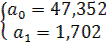 a₀ = 47,352
a₁ = 1,702